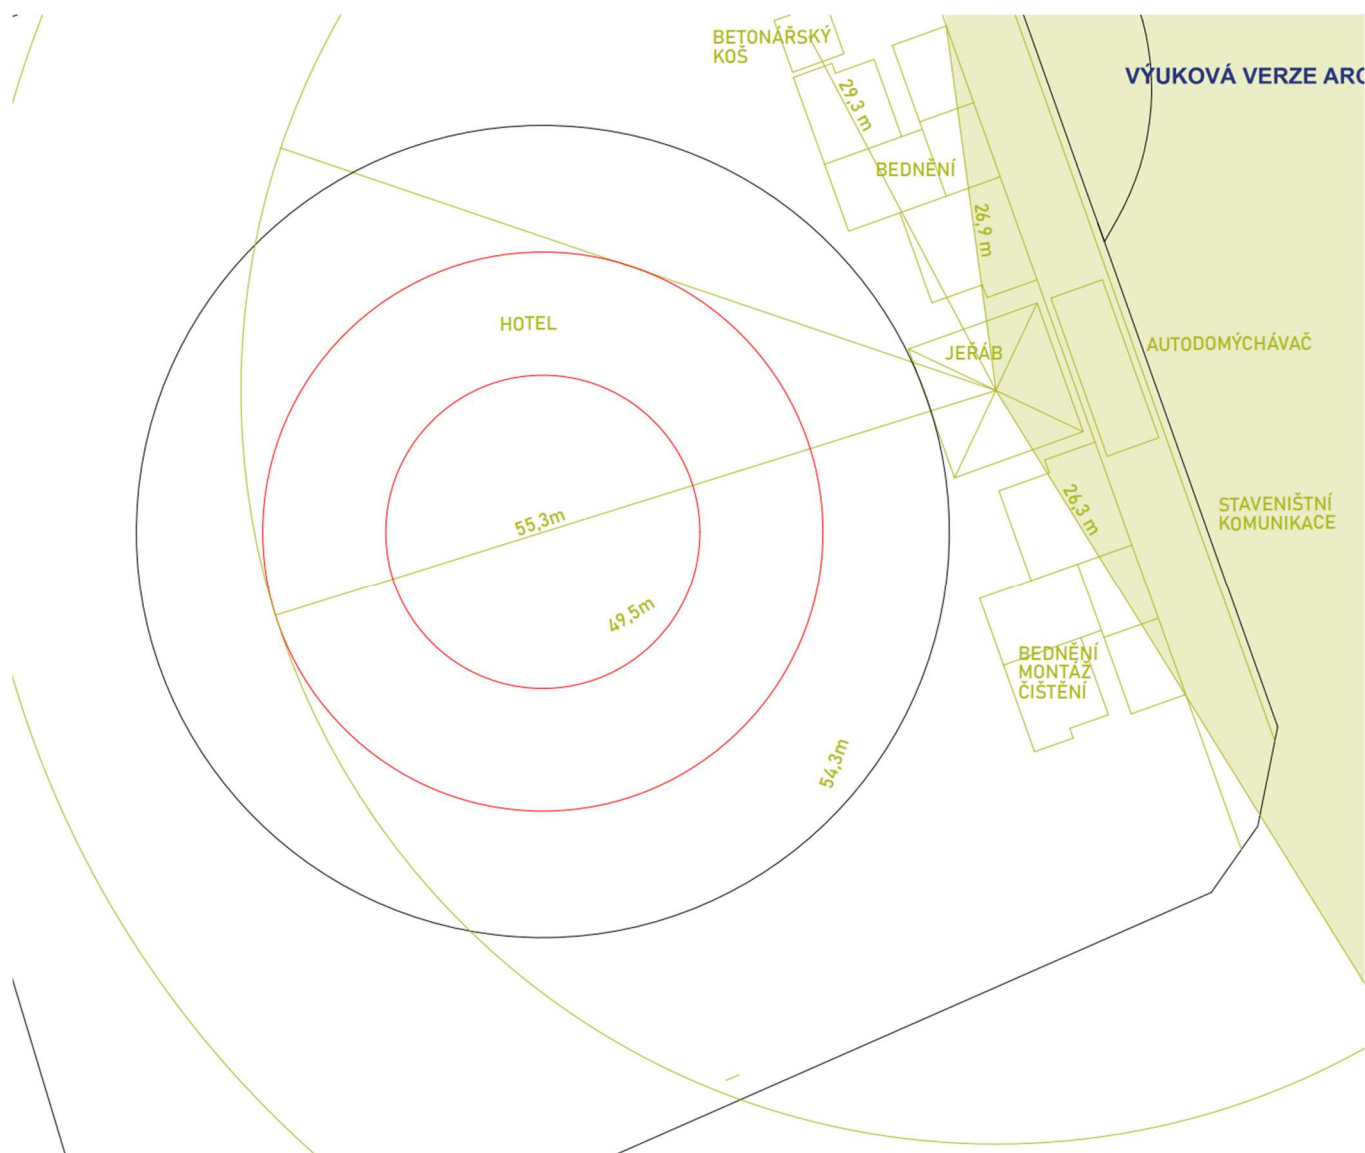 BETONÁŘSKÝ
KOŠ
VÝUKOVÁ VERZE ARC
29,3 m
BEDNĚNÍ
26,9 m
HOTEL
JEŘÁB
AUTODOMÝCHÁVAČ
55,3m
26,3 m
STAVENIŠTNÍ
KOMUNIKACE
49,5m
BEDNĚNÍ
MONTÁŽ
ČIŠTĚNÍ
54,3m